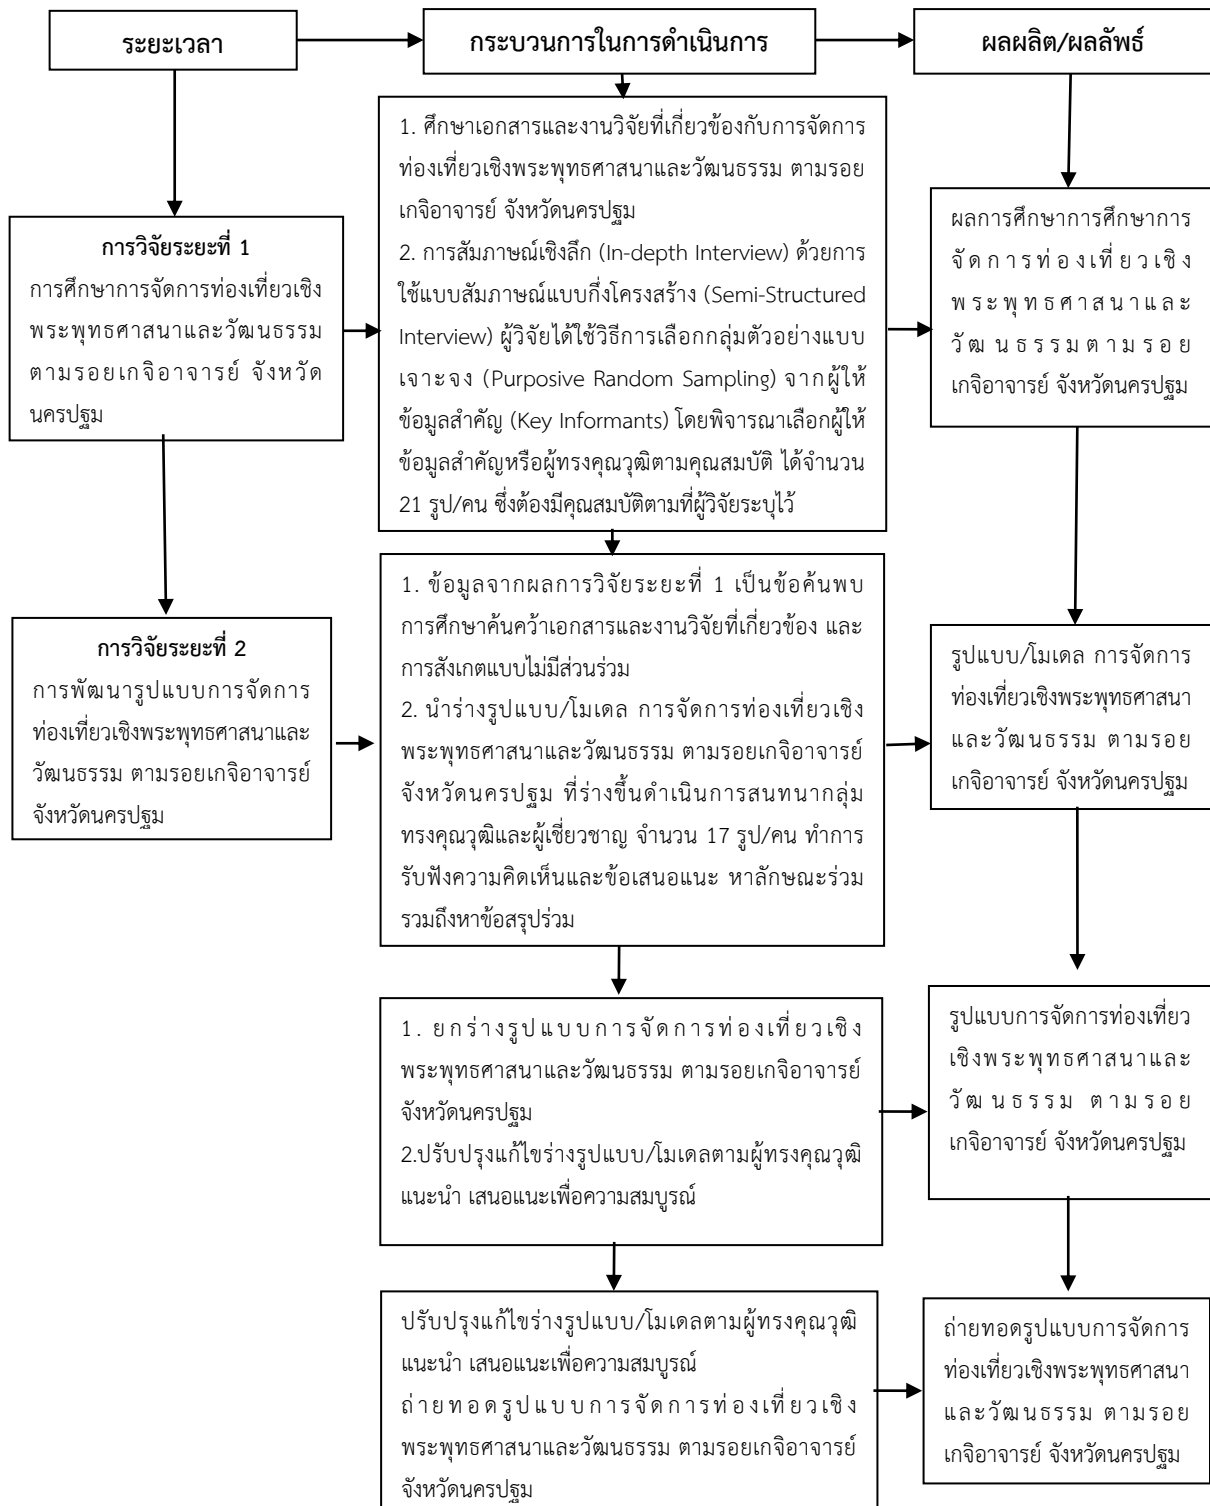 ระยะเวลา
กระบวนการในการดำเนินการ
ผลผลิต/ผลลัพธ์
การวิจัยระยะที่ 1
การศึกษาการจัดการท่องเที่ยวเชิง
พระพุทธศาสนาและวัฒนธรรม
ตามรอยเกจิอาจารย์ จังหวัด
นครปฐม
1. ศึกษาเอกสารและงานวิจัยที่เกี่ยวข้องกับการจัดการ
ท่องเที่ยวเชิงพระพุทธศาสนาและวัฒนธรรม ตามรอย
เกจิอาจารย์ จังหวัดนครปฐม
2. การสัมภาษณ์เชิงลึก (In-depth Interview) ด้วยการ
ใช้แบบสัมภาษณ์แบบกึ่งโครงสร้าง (Semi-Structured
Interview) ผู้วิจัยได้ใช้วิธีการเลือกกลุ่มตัวอย่างแบบ
เจาะจง (Purposive Random Sampling) จากผู้ให้
ข้อมูลสำคัญ (Key Informants) โดยพิจารณาเลือกผู้ให้
ข้อมูลสำคัญหรือผู้ทรงคุณวุฒิตามคุณสมบัติ ได้จำนวน
21 รูป/คน ซึ่งต้องมีคุณสมบัติตามที่ผู้วิจัยระบุไว้
ผลการศึกษาการศึกษาการ
จัดการท่องเที่ยวเชิง
พระพุทธศาสนาและ
วัฒนธรรมตามรอย
เกจิอาจารย์ จังหวัดนครปฐม
การวิจัยระยะที่ 2
การพัฒนารูปแบบการจัดการ
ท่องเที่ยวเชิงพระพุทธศาสนาและ
วัฒนธรรม ตามรอยเกจิอาจารย์
จังหวัดนครปฐม
1. ข้อมูลจากผลการวิจัยระยะที่ 1 เป็นข้อค้นพบ
การศึกษาค้นคว้าเอกสารและงานวิจัยที่เกี่ยวข้อง และ
การสังเกตแบบไม่มีส่วนร่วม
2. นำร่างรูปแบบ/โมเดล การจัดการท่องเที่ยวเชิง
พระพุทธศาสนาและวัฒนธรรม ตามรอยเกจิอาจารย์
จังหวัดนครปฐม ที่ร่างขึ้นดำเนินการสนทนากลุ่ม
ทรงคุณวุฒิและผู้เชี่ยวชาญ จำนวน 17 รูป/คน ทำการ
รับฟังความคิดเห็นและข้อเสนอแนะ หาลักษณะร่วม
รวมถึงหาข้อสรุปร่วม
รูปแบบ/โมเดล การจัดการ
ท่องเที่ยวเชิงพระพุทธศาสนา
และวัฒนธรรม ตามรอย
เกจิอาจารย์ จังหวัดนครปฐม
1. ยกร่างรูปแบบการจัดการท่องเที่ยวเชิง
พระพุทธศาสนาและวัฒนธรรม ตามรอยเกจิอาจารย์
จังหวัดนครปฐม
2.ปรับปรุงแก้ไขร่างรูปแบบ/โมเดลตามผู้ทรงคุณวุฒิ
แนะนำ เสนอแนะเพื่อความสมบูรณ์
รูปแบบการจัดการท่องเที่ยว
เชิงพระพุทธศาสนาและ
วัฒนธรรม ตามรอย
เกจิอาจารย์ จังหวัดนครปฐม
ปรับปรุงแก้ไขร่างรูปแบบ/โมเดลตามผู้ทรงคุณวุฒิ
แนะนำ เสนอแนะเพื่อความสมบูรณ์
ถ่ายทอดรูปแบบการจัดการท่องเที่ยวเชิง
พระพุทธศาสนาและวัฒนธรรม ตามรอยเกจิอาจารย์
จังหวัดนครปฐม
ถ่ายทอดรูปแบบการจัดการ
ท่องเที่ยวเชิงพระพุทธศาสนา
และวัฒนธรรม ตามรอย
เกจิอาจารย์ จังหวัดนครปฐม